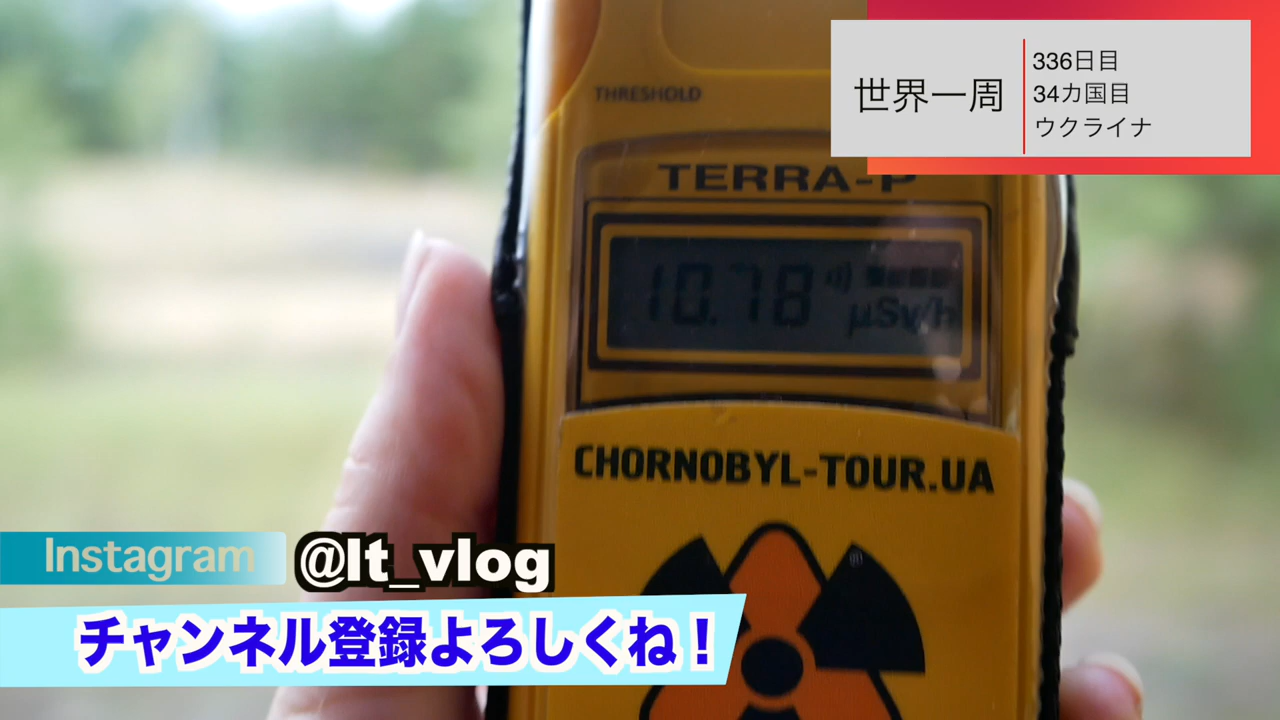 世界一周
336日目
34カ国目
ウクライナ
THRESHOLD
TERRA-P
10.78
μSv/h
CHORNOBYL-TOUR.UA
Instagram
@lt_vlog
チャンネル登録よろしくね！